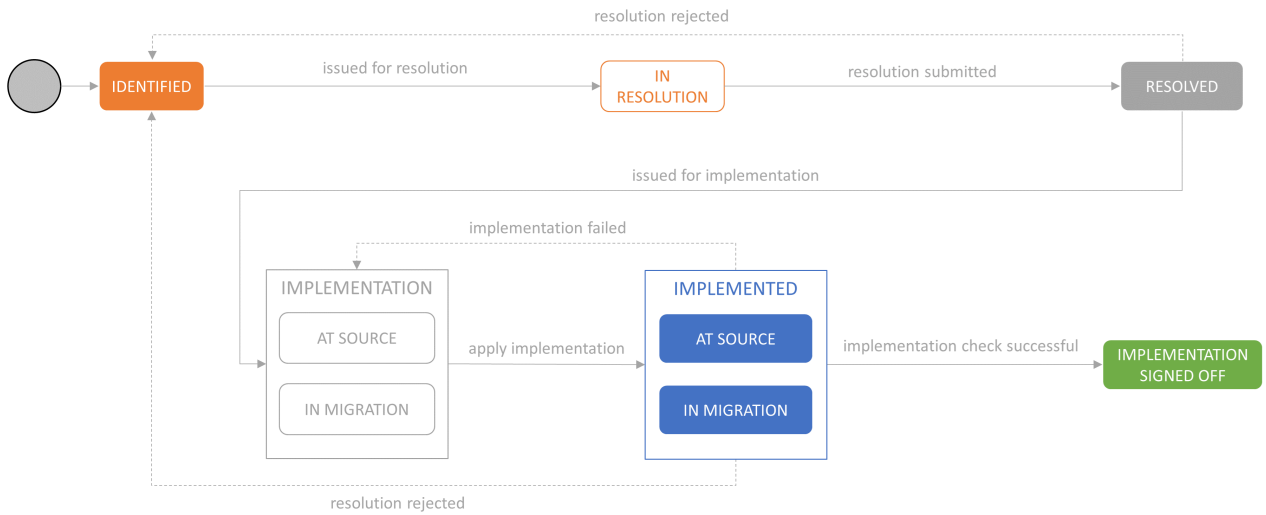 resolution rejected
IDENTIFIED
issued for resolution
IN
RESOLUTION
resolution submitted
RESOLVED
issued for implementation
implementation failed
IMPLEMENTATION
AT SOURCE
IN MIGRATION
apply implementation
IMPLEMENTED
AT SOURCE
IN MIGRATION
implementation check successful
IMPLEMENTATION
SIGNED OFF
resolution rejected